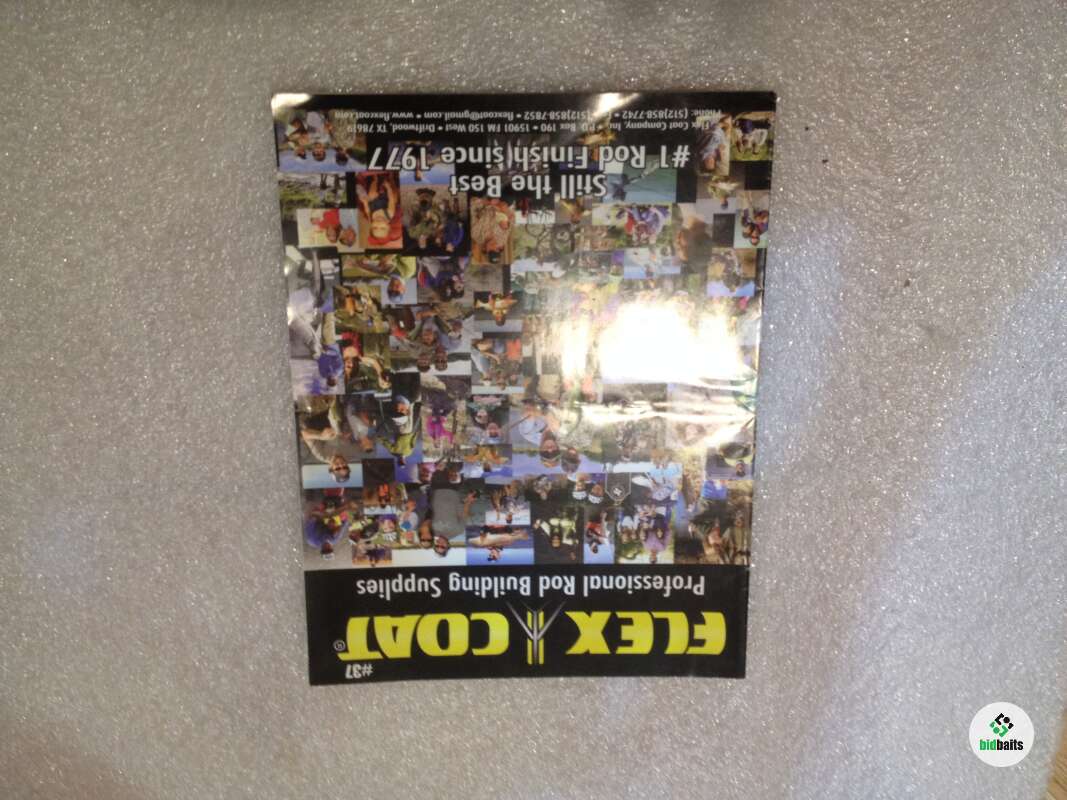 #37
FLEX COAT®
Professional Rod Building Supplies
Still the Best
#1 Rod Finish since 1977
Flex Coat Company, Inc. • P.O. Box 190 • 15901 FM 150 West • Driftwood, TX 78619
Phone: (512)858-7742 • (512)858-7852 • flexcoat@gmail.com • www.flexcoat.com
bidbaits